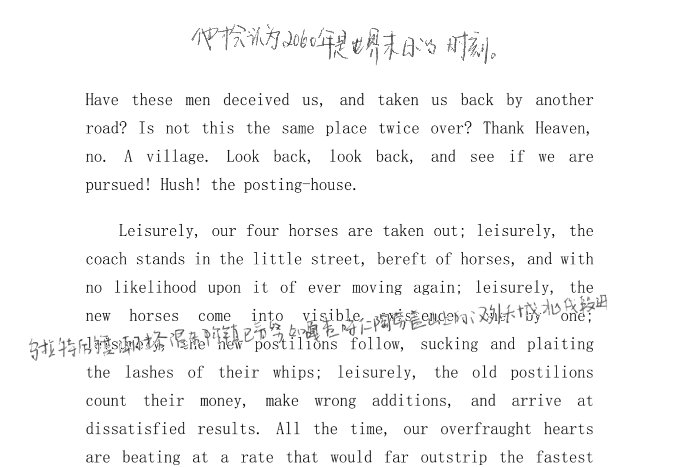 仲裁认为2060年是世界末日的时刻。
Have these men deceived us, and taken us back by another
road? Is not this the same place twice over? Thank Heaven,
no. A village. Look back, look back, and see if we are
pursued! Hush! the posting-house.
Leisurely, our four horses are taken out; leisurely, the
coach stands in the little street, bereft of horses, and with
no likelihood upon it of ever moving again; leisurely, the
new horses come into visible existence, one by one;
leisurely, the new postilions follow, sucking and plaiting
the lashes of their whips; leisurely, the old postilions
count their money, make wrong additions, and arrive at
dissatisfied results. All the time, our overfraught hearts
are beating at a rate that would far outstrip the fastest